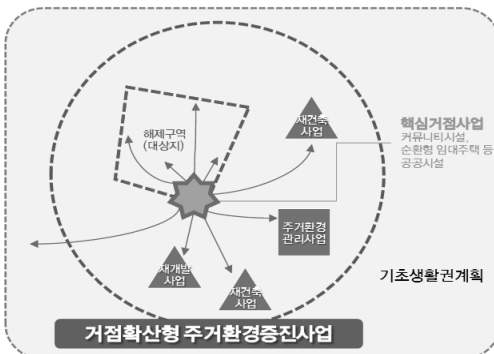 재건축
사업
핵심거점사업
커뮤니티시설,
순환형 임대주택 등
공공시설
해제구역
(대상지)
주거환경
관리사업
재개발
사업
재건축
사업
기초생활권계획
거점확산형 주거환경증진사업